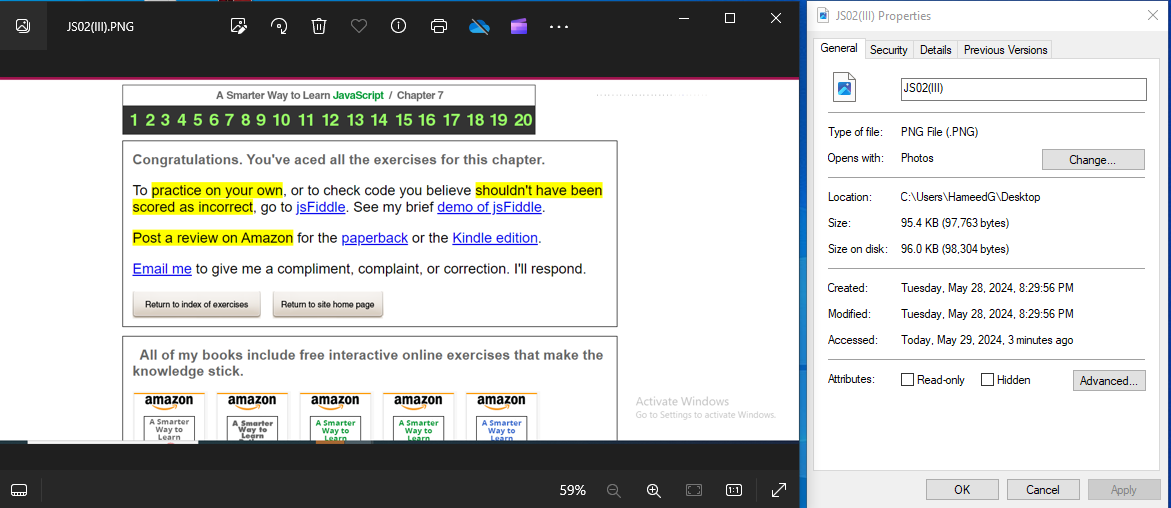 JS02(III).PNG
A Smarter Way to Learn JavaScript / Chapter 7
1 2 3 4 5 6 7 8 9 10 11 12 13 14 15 16 17 18 19 20
Congratulations. You've aced all the exercises for this chapter.
To practice on your own, or to check code you believe shouldn't have been
scored as incorrect, go to jsFiddle. See my brief demo of jsFiddle.
Post a review on Amazon for the paperback or the Kindle edition.
Email me to give me a compliment, complaint, or correction. I'll respond.
Return to index of exercises Return to site home page
All of my books include free interactive online exercises that make the
knowledge stick.
amazon amazon amazon amazon amazon
A Smarter A Smarter A Smarter A Smarter A Smarter
Way to Way to Way to Way to Way to
Learn Learn Learn Learn Learn
Activate Windows
Go to Settings to activate Windows.
59%
1:1
JS02(III) Properties
General Security Details Previous Versions
JS02(III)
Type of file: PNG File (.PNG)
Opens with: Photos Change...
Location: C:\Users\HameedG\Desktop
Size: 95.4 KB (97,763 bytes)
Size on disk: 96.0 KB (98,304 bytes)
Created: Tuesday, May 28, 2024, 8:29:56 PM
Modified: Tuesday, May 28, 2024, 8:29:56 PM
Accessed: Today, May 29, 2024, 3 minutes ago
Attributes: Read-only Hidden Advanced...
OK Cancel Apply